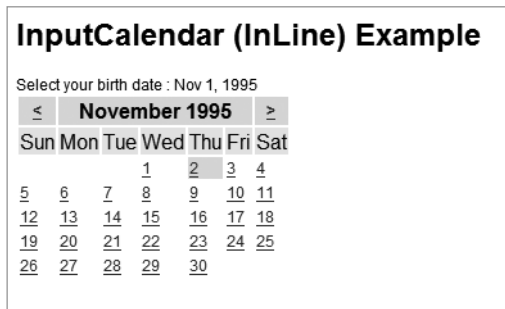 InputCalendar (InLine) Example
Select your birth date : Nov 1, 1995
< November 1995 >
Sun Mon Tue Wed Thu Fri Sat
1 2 3 4
5 6 7 8 9 10 11
12 13 14 15 16 17 18
19 20 21 22 23 24 25
26 27 28 29 30